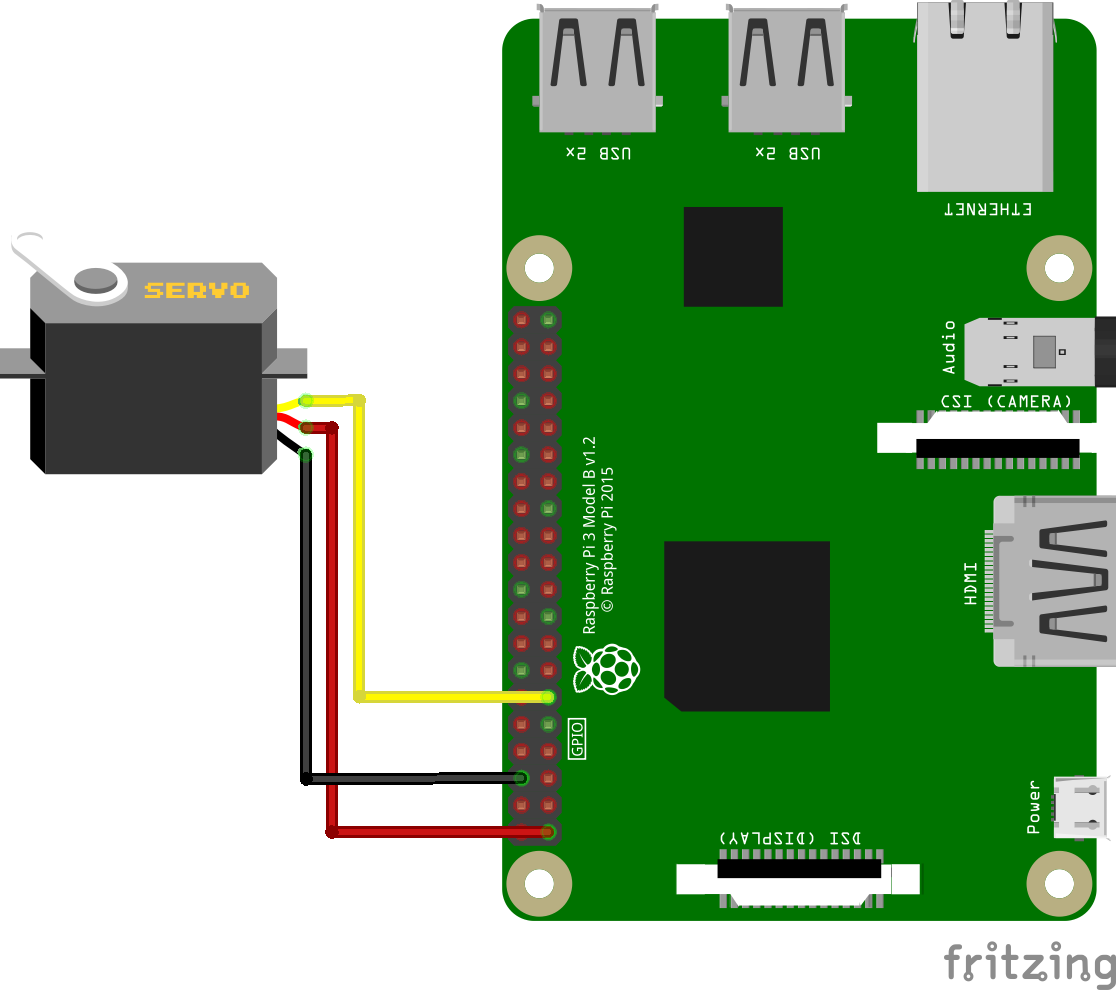 USB 2x
USB 2x
ETHERNET
SERVO
Audio
CSI (CAMERA)
Raspberry Pi 3 Model B v1.2
© Raspberry Pi 2015
HDMI
GPIO
Power
DSI (DISPLAY)
fritzing